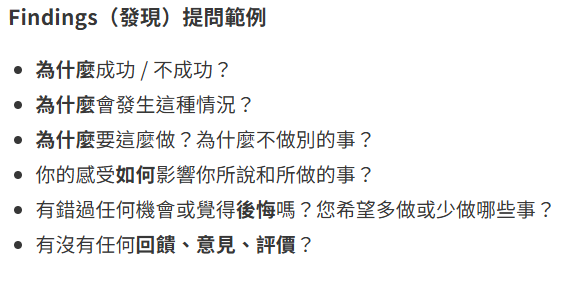 Findings（發現）提問範例
為什麼成功 / 不成功？
為什麼會發生這種情況？
為什麼要這麼做？為什麼不做別的事？
你的感受如何影響你所說和所做的事？
有錯過任何機會或覺得後悔嗎？您希望多做或少做哪些事？
有沒有任何回饋、意見、評價？